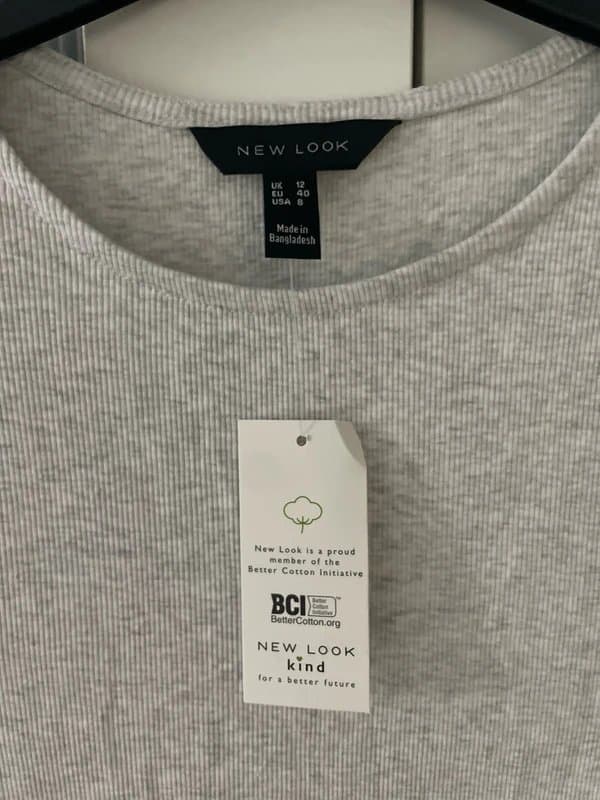 NEW LOOK
UK 12
EU 40
USA 8
Made in
Bangladesh
New Look is a proud
member of the
Better Cotton Initiative
BCI Better
Cotton
Initiative™
BetterCotton.org
NEW LOOK
kind
for a better future